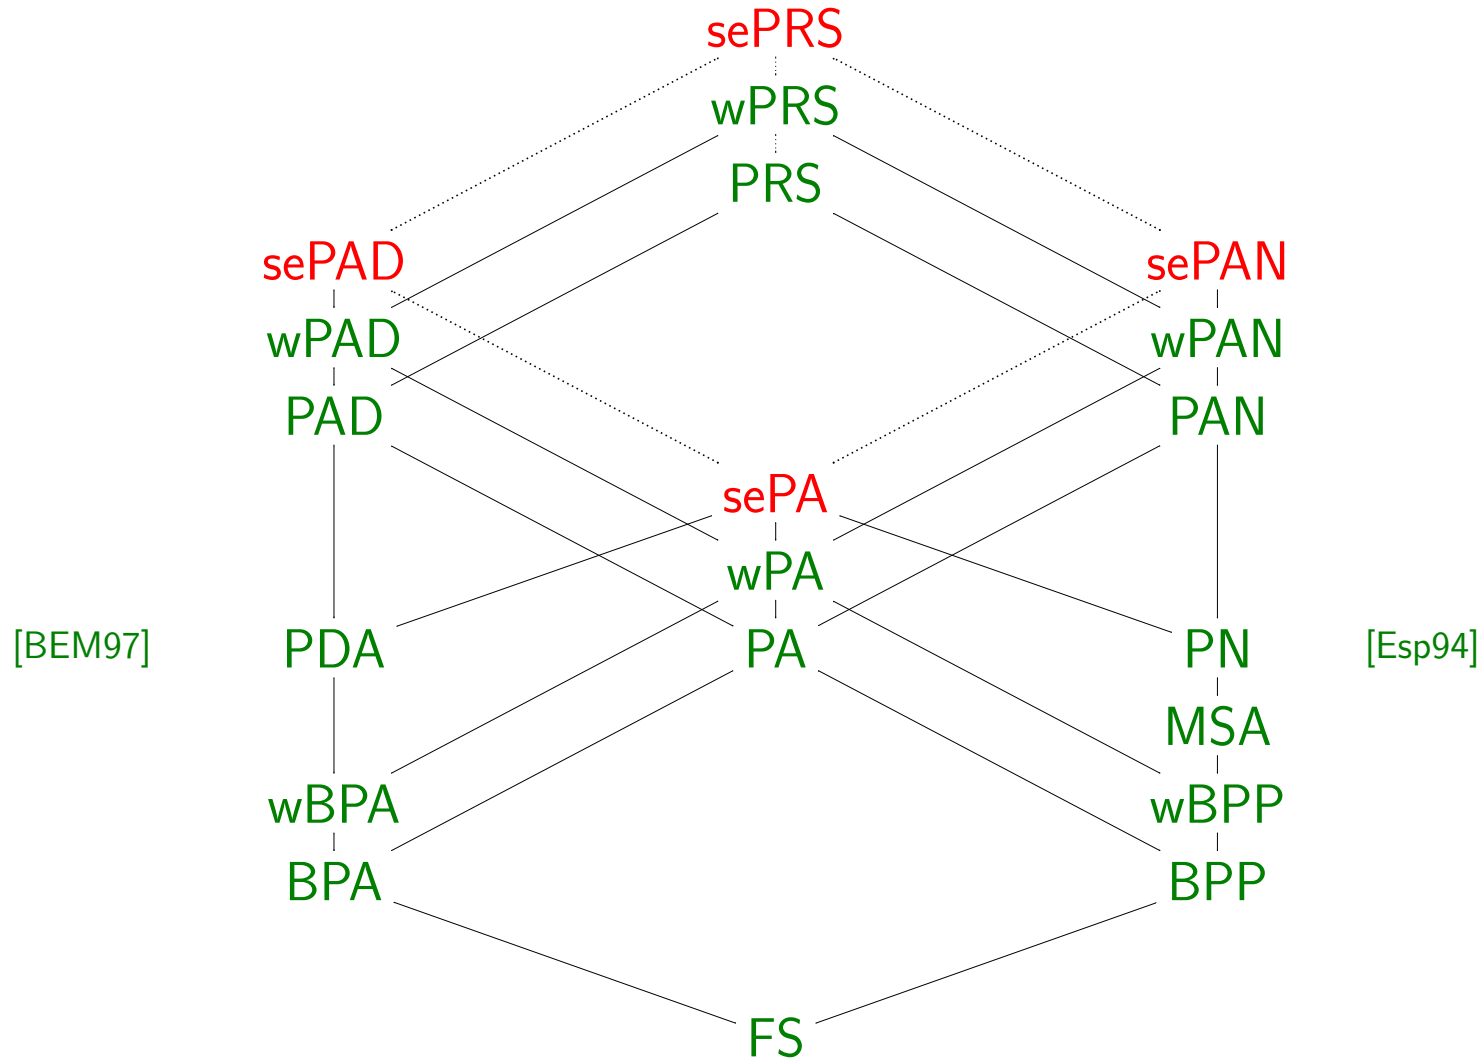 sePRS
wPRS
PRS
sePAD sePAN
wPAD wPAN
PAD PAN
sePA
wPA
[BEM97] PDA PA PN [Esp94]
MSA
wBPA wBPP
BPA BPP
FS